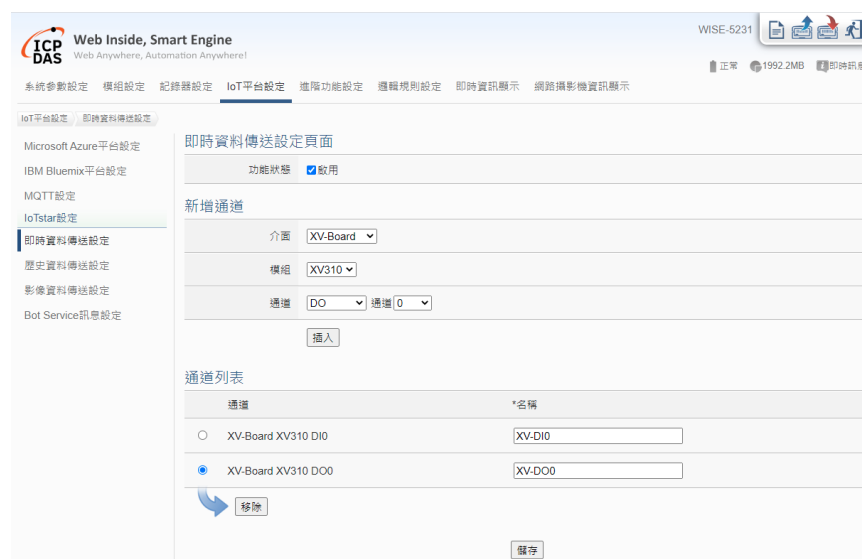 ICP DAS
Web Inside, Smart Engine
Web Anywhere, Automation Anywhere!
WISE-5231
正常 1992.2MB 即時訊息
系統參數設定 模組設定 記錄器設定 IoT平台設定 進階功能設定 邏輯規則設定 即時資訊顯示 網路攝影機資訊顯示
IoT平台設定 即時資料傳送設定
Microsoft Azure平台設定
IBM Bluemix平台設定
MQTT設定
IoTstar設定
即時資料傳送設定
歷史資料傳送設定
影像資料傳送設定
Bot Service訊息設定
即時資料傳送設定頁面
功能狀態 啟用
新增通道
介面 XV-Board
模組 XV310
通道 DO 通道 0
插入
通道列表
通道 *名稱
XV-Board XV310 DI0 XV-DI0
XV-Board XV310 DO0 XV-DO0
移除
儲存